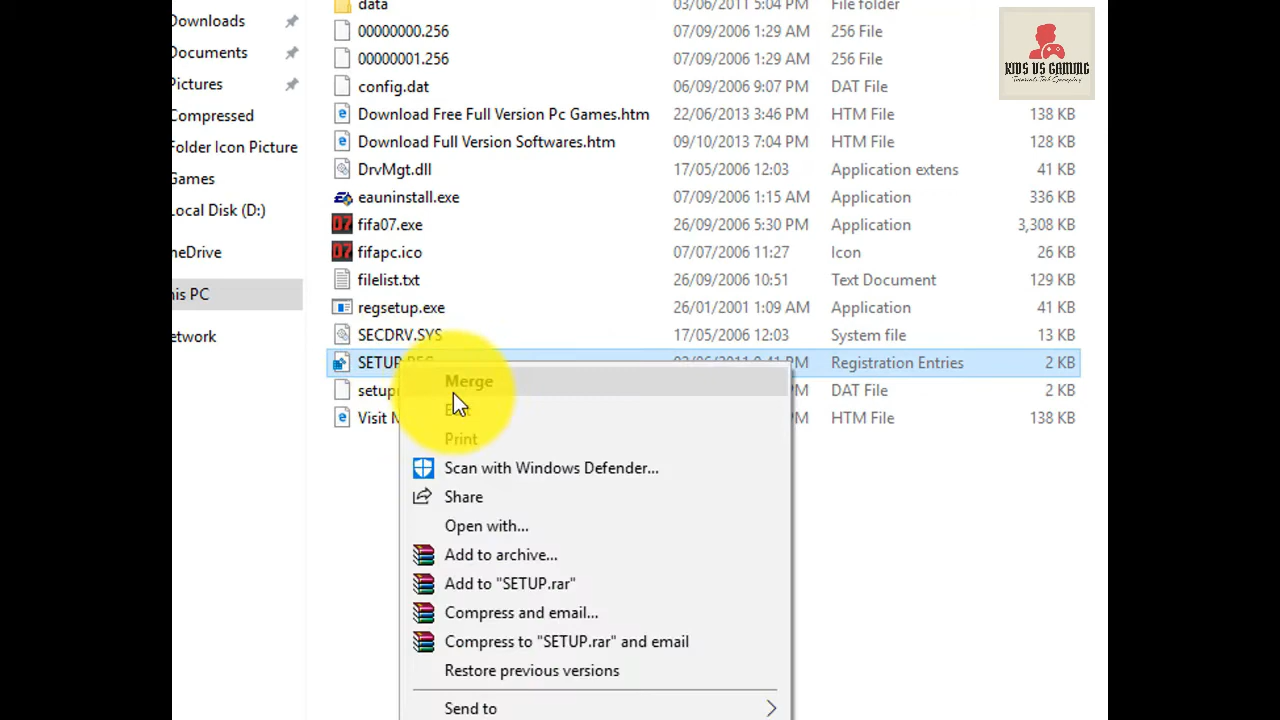 data 03/06/2011 5:04 PM File folder
Downloads
00000000.256 07/09/2006 1:29 AM 256 File
Documents
00000001.256 07/09/2006 1:29 AM 256 File
Pictures
config.dat 06/09/2006 9:07 PM DAT File
KIDS VS GAMING
Compressed
Download Free Full Version Pc Games.htm 22/06/2013 3:46 PM HTM File 138 KB
Folder Icon Picture
Download Full Version Softwares.htm 09/10/2013 7:04 PM HTM File 128 KB
Games
DrvMgt.dll 17/05/2006 12:03 Application extens 41 KB
eauninstall.exe 07/09/2006 1:15 AM Application 336 KB
Local Disk (D:)
fifa07.exe 26/09/2006 5:30 PM Application 3,308 KB
neDrive
fifapc.ico 07/07/2006 11:27 Icon 26 KB
filelist.txt 26/09/2006 10:51 Text Document 129 KB
his PC
regsetup.exe 26/01/2001 1:09 AM Application 41 KB
etwork
SECDRV.SYS 17/05/2006 12:03 System file 13 KB
SETUP.REG PM Registration Entries 2 KB
Merge
setup M DAT File 2 KB
Visit M HTM File 138 KB
Print
Scan with Windows Defender...
Share
Open with...
Add to archive...
Add to "SETUP.rar"
Compress and email...
Compress to "SETUP.rar" and email
Restore previous versions
Send to